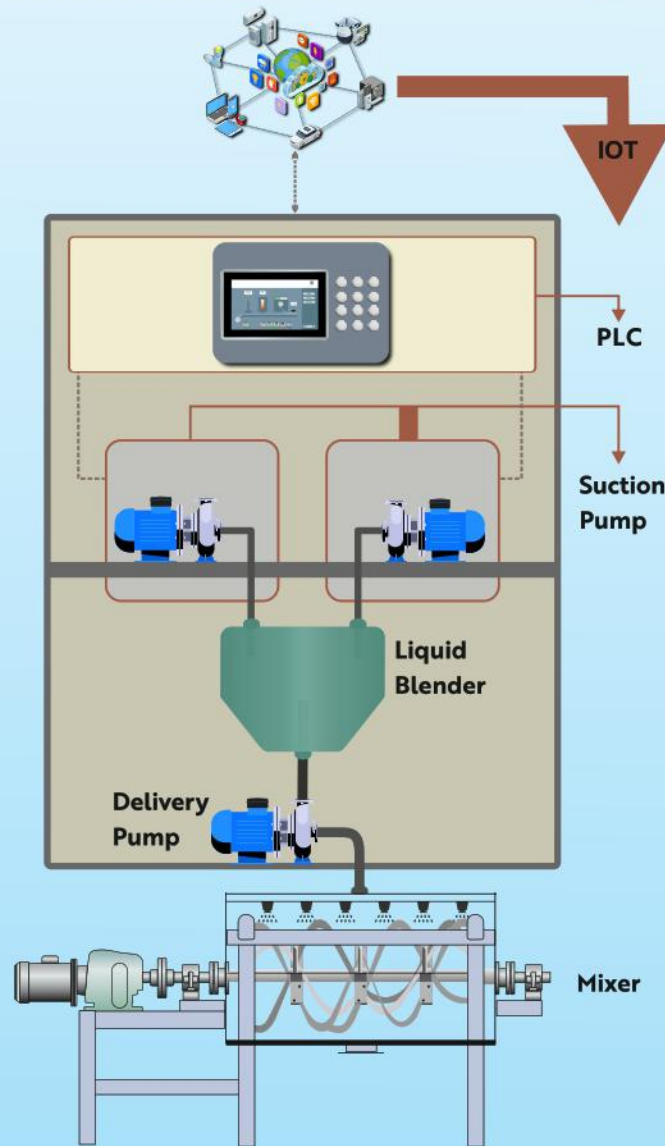 IOT
PLC
Suction
Pump
Liquid
Blender
Delivery
Pump
Mixer